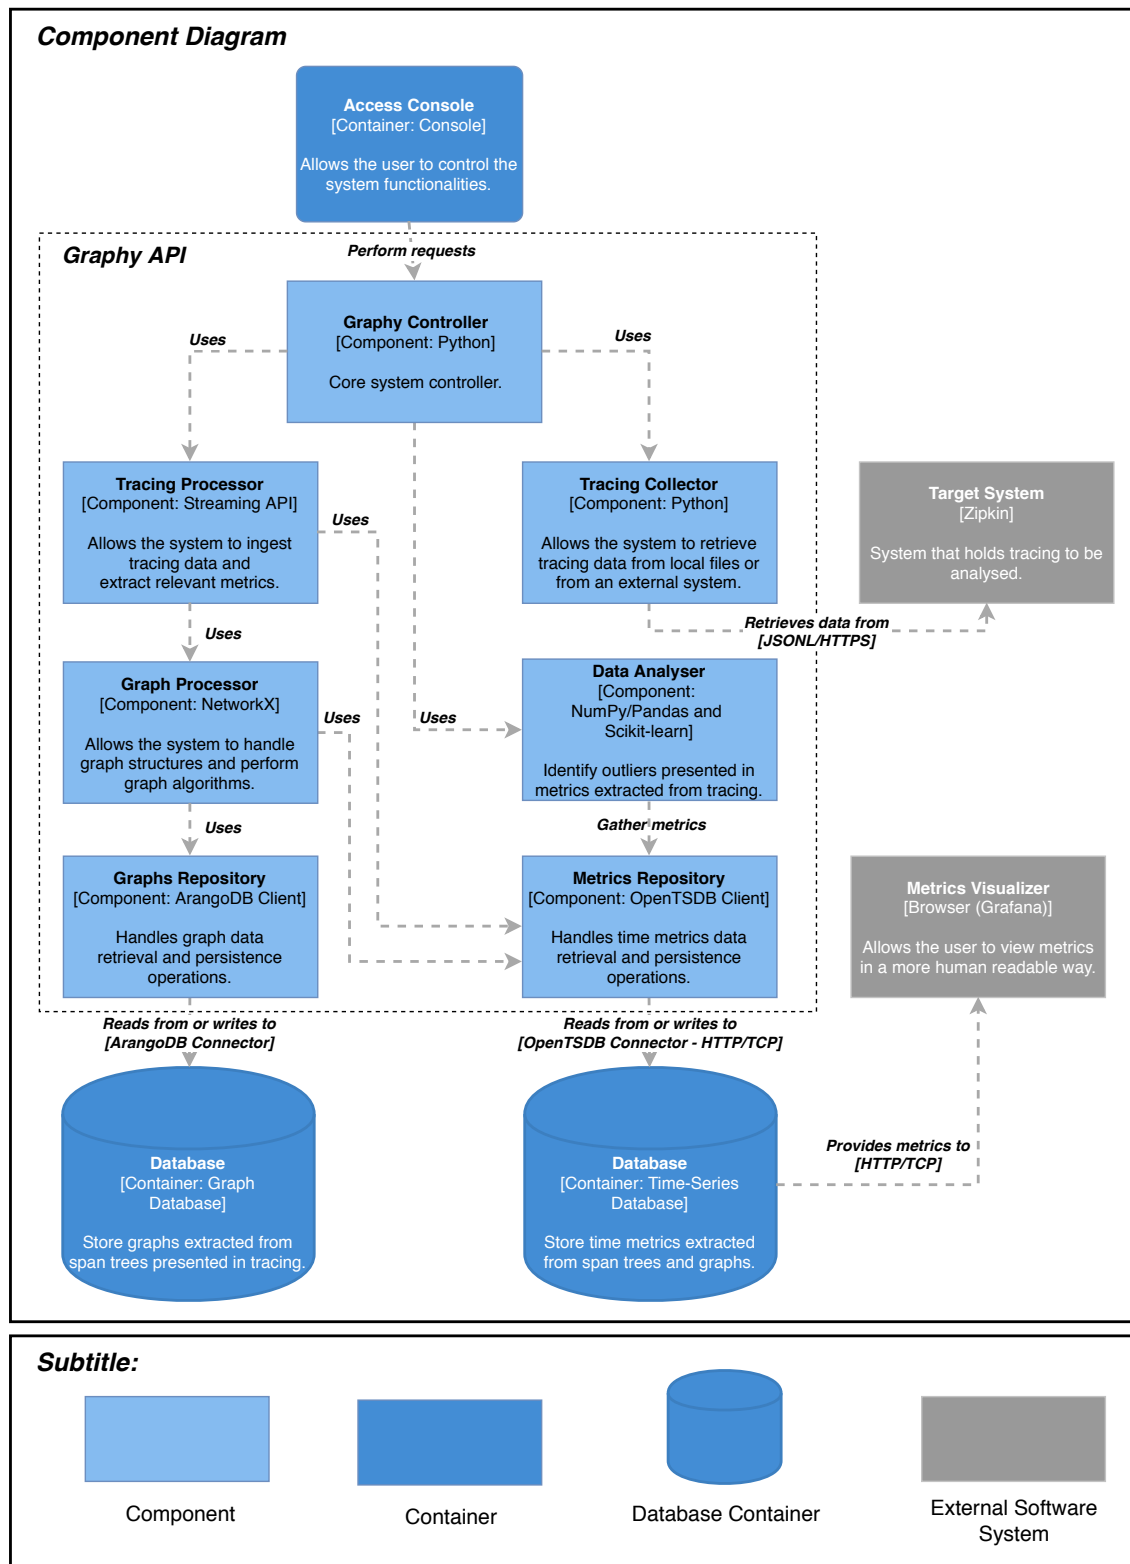 Component Diagram
Access Console
[Container: Console]
Allows the user to control the
system functionalities.
Perform requests
Graphy API
Graphy Controller
[Component: Python]
Core system controller.
Uses
Uses
Tracing Processor
[Component: Streaming API]
Allows the system to ingest
tracing data and
extract relevant metrics.
Uses
Tracing Collector
[Component: Python]
Allows the system to retrieve
tracing data from local files or
from an external system.
Target System
[Zipkin]
System that holds tracing to be
analysed.
Retrieves data from
[JSONL/HTTPS]
Uses
Graph Processor
[Component: NetworkX]
Allows the system to handle
graph structures and perform
graph algorithms.
Uses
Uses
Data Analyser
[Component:
NumPy/Pandas and
Scikit-learn]
Identify outliers presented in
metrics extracted from tracing.
Uses
Gather metrics
Graphs Repository
[Component: ArangoDB Client]
Handles graph data
retrieval and persistence
operations.
Metrics Repository
[Component: OpenTSDB Client]
Handles time metrics data
retrieval and persistence
operations.
Metrics Visualizer
[Browser (Grafana)]
Allows the user to view metrics
in a more human readable way.
Reads from or writes to
[ArangoDB Connector]
Reads from or writes to
[OpenTSDB Connector - HTTP/TCP]
Database
[Container: Graph
Database]
Store graphs extracted from
span trees presented in tracing.
Database
[Container: Time-Series
Database]
Store time metrics extracted
from span trees and graphs.
Provides metrics to
[HTTP/TCP]
Subtitle:
Component
Container
Database Container
External Software
System